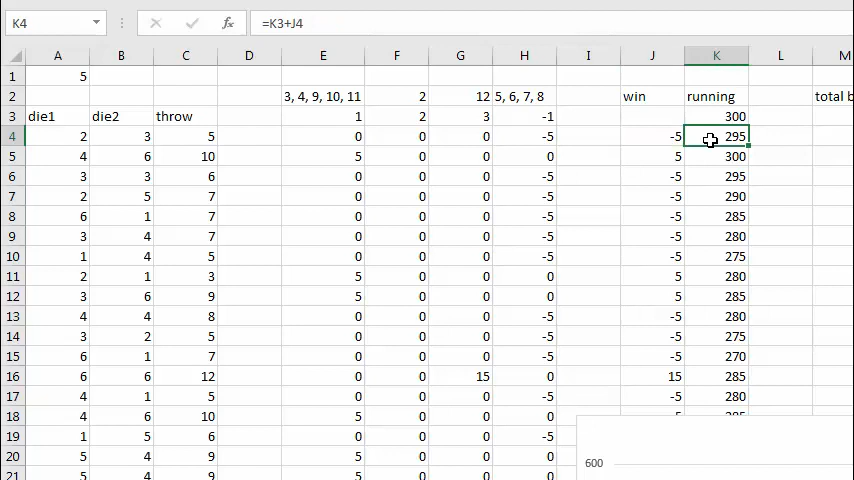 K4 fx =K3+J4
A B C D E F G H I J K L M
1 5
2 3, 4, 9, 10, 11 2 12 5, 6, 7, 8 win running total b
3 die1 die2 throw 1 2 3 -1 300
4 2 3 5 0 0 0 -5 -5 295
5 4 6 10 5 0 0 0 5 300
6 3 3 6 0 0 0 -5 -5 295
7 2 5 7 0 0 0 -5 -5 290
8 6 1 7 0 0 0 -5 -5 285
9 3 4 7 0 0 0 -5 -5 280
10 1 4 5 0 0 0 -5 -5 275
11 2 1 3 5 0 0 0 5 280
12 3 6 9 5 0 0 0 5 285
13 4 4 8 0 0 0 -5 -5 280
14 3 2 5 0 0 0 -5 -5 275
15 6 1 7 0 0 0 -5 -5 270
16 6 6 12 0 0 15 0 15 285
17 4 1 5 0 0 0 -5 -5 280
18 4 6 10 5 0 0 0
19 1 5 6 0 0 0 -5
20 5 4 9 5 0 0 0 600
21 5 4 9 5 0 0 0